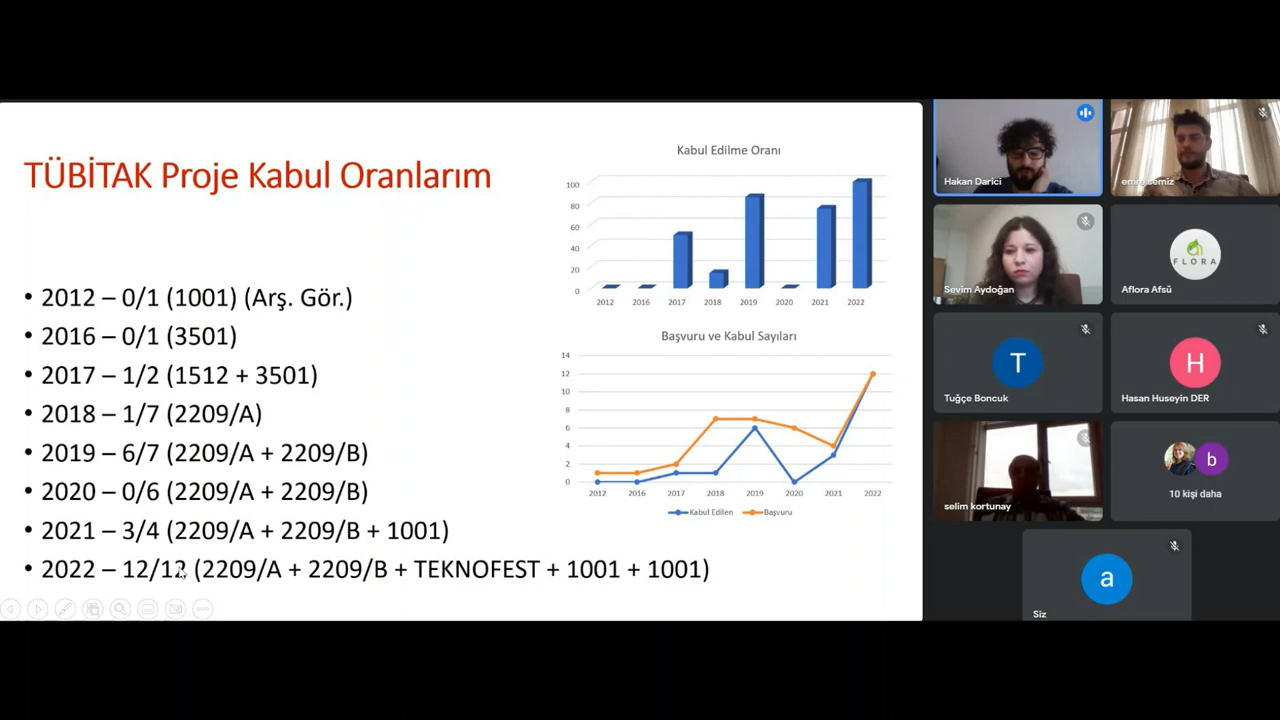 TÜBİTAK Proje Kabul Oranlarım
• 2012 – 0/1 (1001) (Arş. Gör.)
• 2016 – 0/1 (3501)
• 2017 – 1/2 (1512 + 3501)
• 2018 – 1/7 (2209/A)
• 2019 – 6/7 (2209/A + 2209/B)
• 2020 – 0/6 (2209/A + 2209/B)
• 2021 – 3/4 (2209/A + 2209/B + 1001)
• 2022 – 12/12 (2209/A + 2209/B + TEKNOFEST + 1001 + 1001)
Kabul Edilme Oranı
100
80
60
40
20
0
2012 2016 2017 2018 2019 2020 2021 2022
Başvuru ve Kabul Sayıları
14
12
10
8
6
4
2
0
2012 2016 2017 2018 2019 2020 2021 2022
Kabul Edilen Başvuru
Hakan Darici
emre semiz
Sevim Aydoğan
FLORA
Aflora Afsü
T
Tuğçe Boncuk
H
Hasan Huseyin DER
selim kortunay
b
10 kişi daha
a
Siz